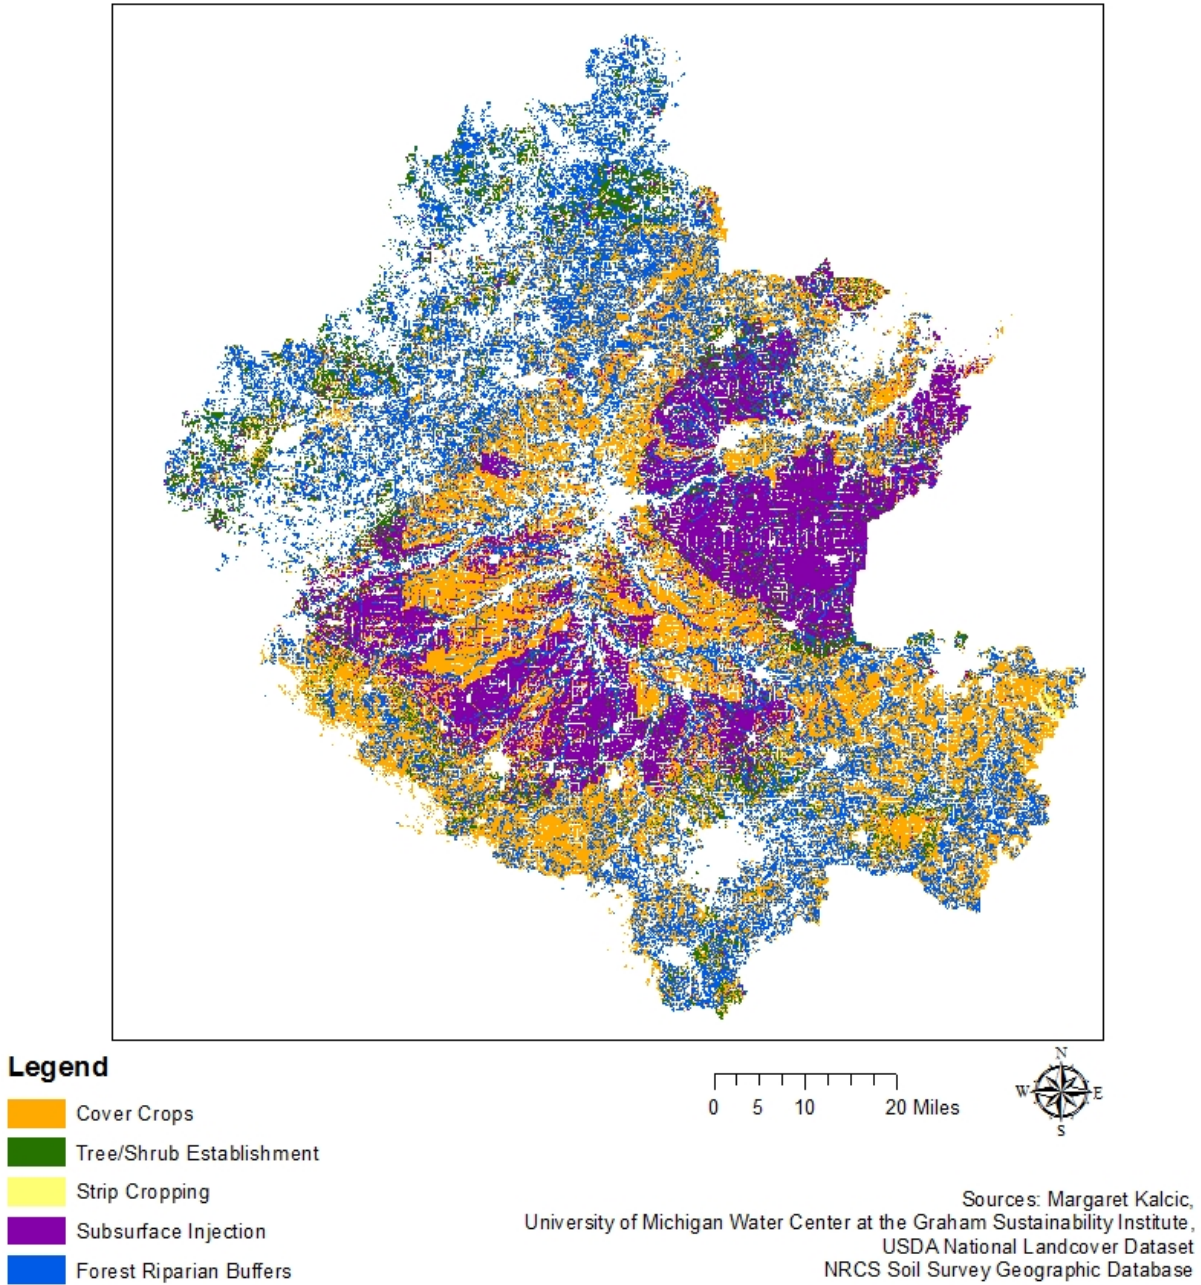 Legend
Cover Crops
Tree/Shrub Establishment
Strip Cropping
Subsurface Injection
Forest Riparian Buffers
0 5 10 20 Miles
N
W E
S
Sources: Margaret Kalcic,
University of Michigan Water Center at the Graham Sustainability Institute,
USDA National Landcover Dataset
NRCS Soil Survey Geographic Database